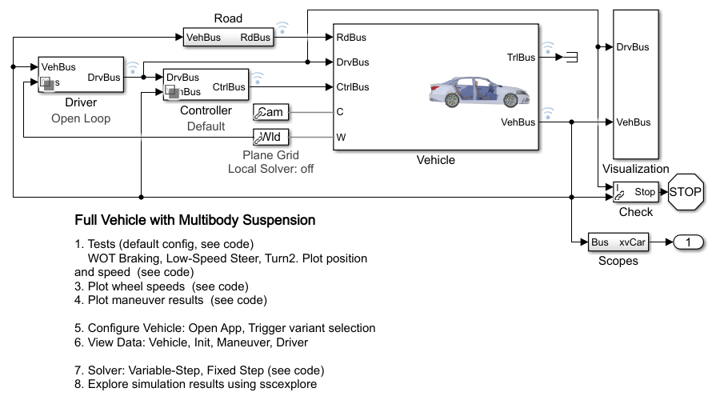 Road
VehBus RdBus
RdBus
VehBus
DrvBus
Driver
Open Loop
DrvBus
CtrlBus
Controller
Default
DrvBus
CtrlBus
C
W
Plane Grid
Local Solver: off
TrlBus
VehBus
Vehicle
DrvBus
VehBus
Visualization
I
Stop
STOP
Check
Bus xvCar
1
Scopes
Full Vehicle with Multibody Suspension
1. Tests (default config, see code)
WOT Braking, Low-Speed Steer, Turn2. Plot position
and speed (see code)
3. Plot wheel speeds (see code)
4. Plot maneuver results (see code)
5. Configure Vehicle: Open App, Trigger variant selection
6. View Data: Vehicle, Init, Maneuver, Driver
7. Solver: Variable-Step, Fixed Step (see code)
8. Explore simulation results using sscexplore